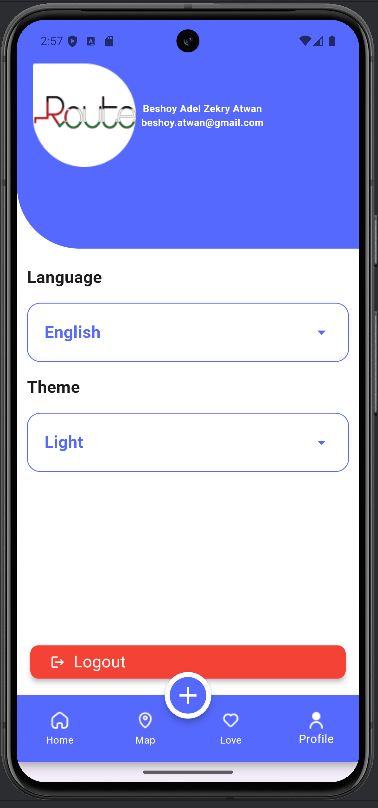 2:57
Route
Beshoy Adel Zekry Atwan
beshoy.atwan@gmail.com
Language
English
Theme
Light
Logout
Home
Map
Love
Profile